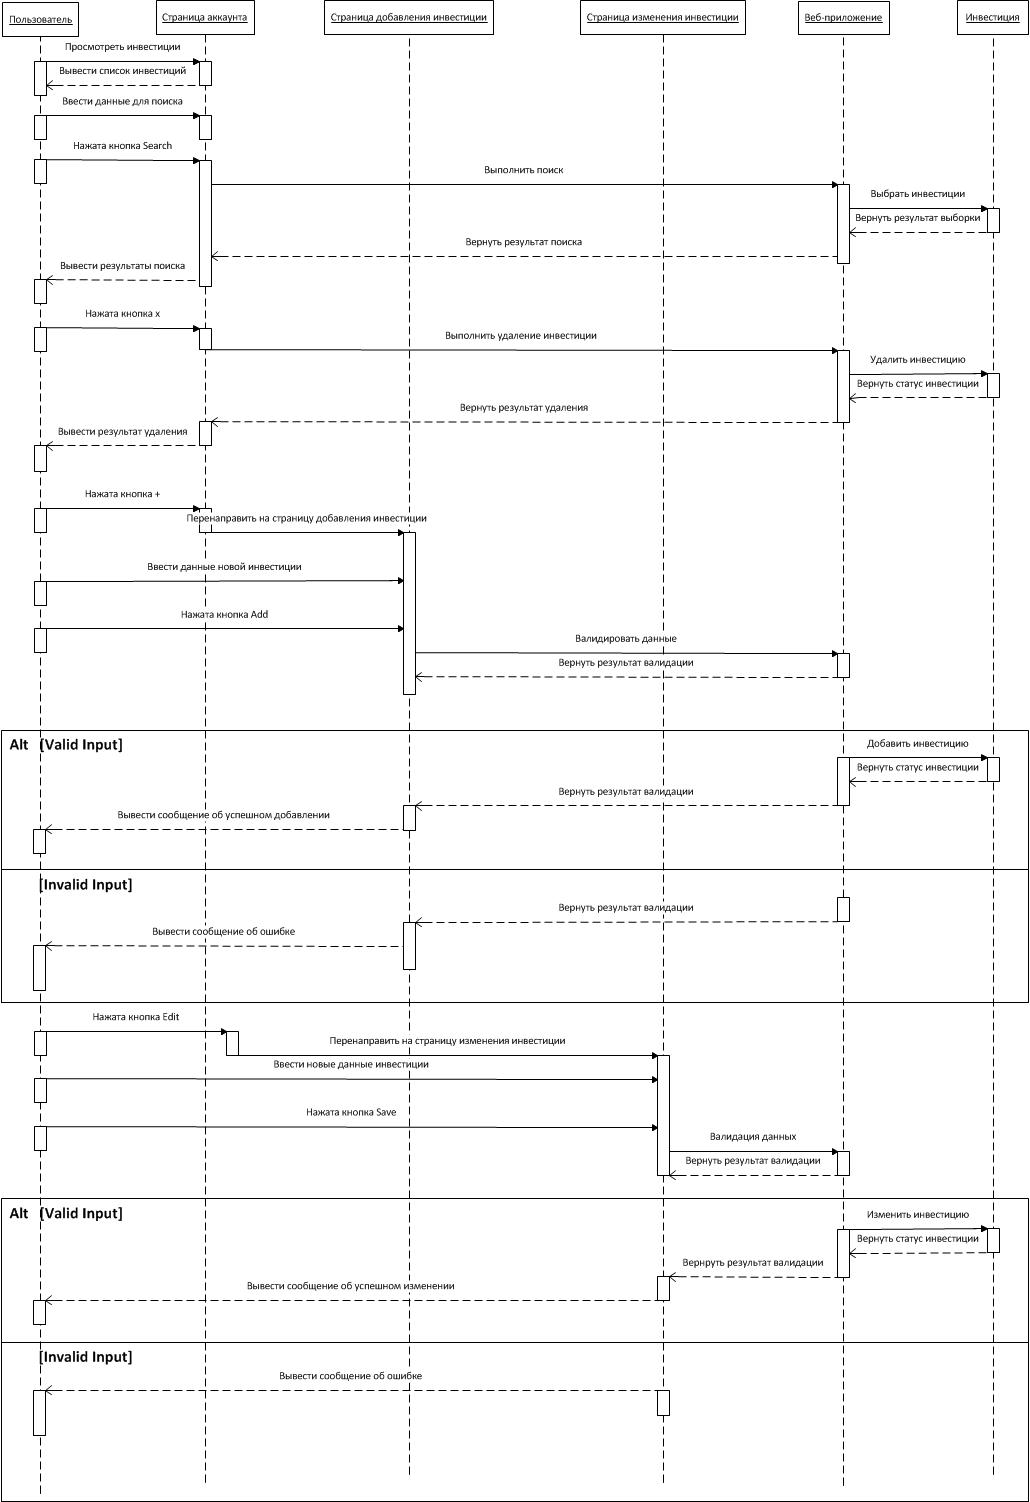 Пользователь
Страница аккаунта
Страница добавления инвестиции
Страница изменения инвестиции
Веб-приложение
Инвестиция
Просмотреть инвестиции
Вывести список инвестиций
Ввести данные для поиска
Нажата кнопка Search
Выполнить поиск
Выбрать инвестиции
Вернуть результат выборки
Вернуть результат поиска
Вывести результаты поиска
Нажата кнопка x
Выполнить удаление инвестиции
Удалить инвестицию
Вернуть статус инвестиции
Вернуть результат удаления
Вывести результат удаления
Нажата кнопка +
Перенаправить на страницу добавления инвестиции
Ввести данные новой инвестиции
Нажата кнопка Add
Валидировать данные
Вернуть результат валидации
Alt [Valid Input]
Добавить инвестицию
Вернуть статус инвестиции
Вернуть результат валидации
Вывести сообщение об успешном добавлении
[Invalid Input]
Вернуть результат валидации
Вывести сообщение об ошибке
Нажата кнопка Edit
Перенаправить на страницу изменения инвестиции
Ввести новые данные инвестиции
Нажата кнопка Save
Валидация данных
Вернуть результат валидации
Alt [Valid Input]
Изменить инвестицию
Вернуть статус инвестиции
Вернруть результат валидации
Вывести сообщение об успешном изменении
[Invalid Input]
Вывести сообщение об ошибке